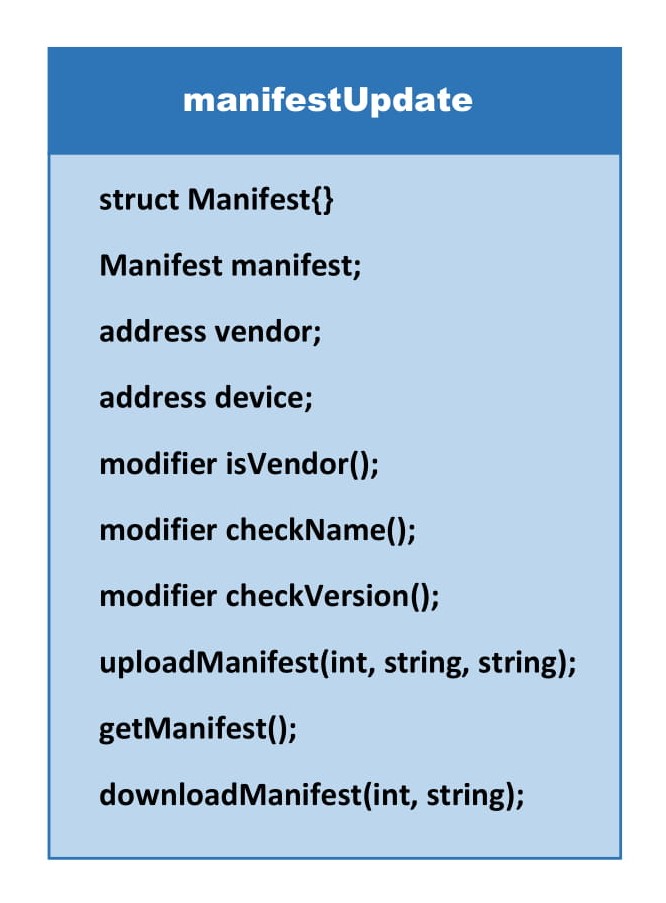 manifestUpdate
struct Manifest{}
Manifest manifest;
address vendor;
address device;
modifier isVendor();
modifier checkName();
modifier checkVersion();
uploadManifest(int, string, string);
getManifest();
downloadManifest(int, string);